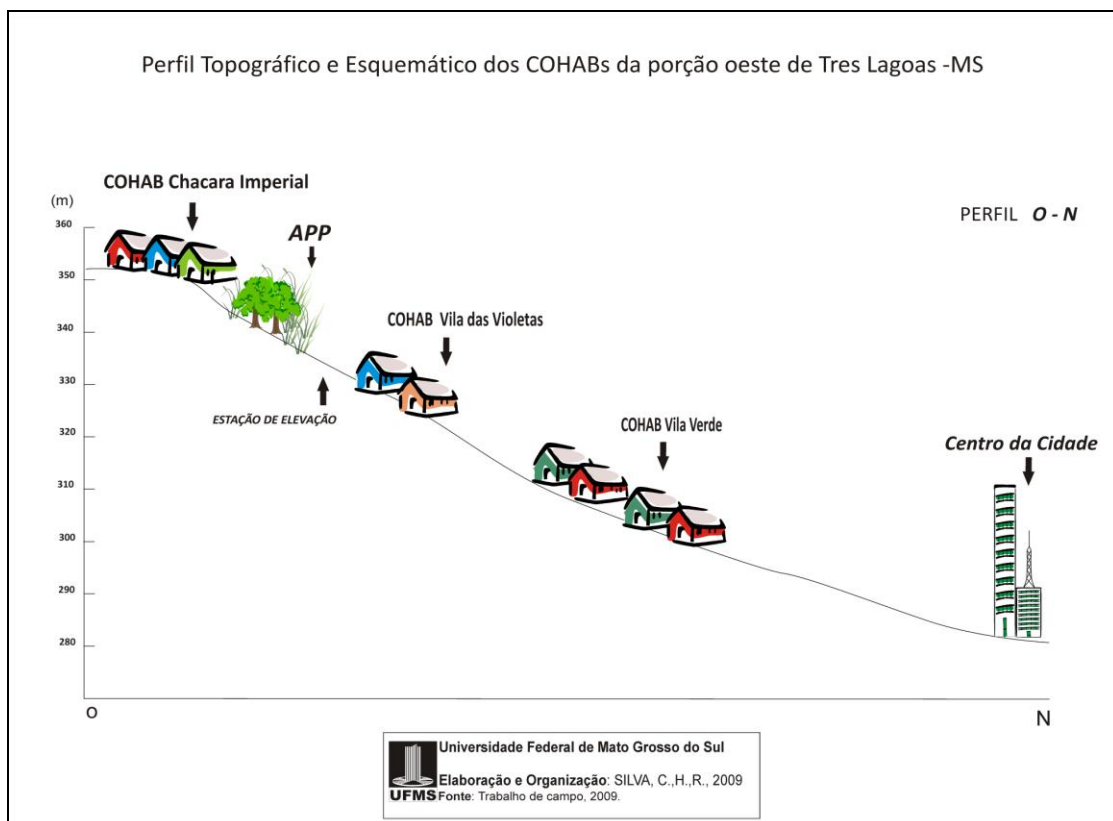 Perfil Topográfico e Esquemático dos COHABs da porção oeste de Tres Lagoas -MS
COHAB Chacara Imperial
(m)
PERFIL O - N
APP
360
350
340
330
320
310
300
290
280
COHAB Vila das Violetas
ESTAÇÃO DE ELEVAÇÃO
COHAB Vila Verde
Centro da Cidade
O
N
Universidade Federal de Mato Grosso do Sul
Elaboração e Organização: SILVA, C.,H.,R., 2009
Fonte: Trabalho de campo, 2009.
UFMS